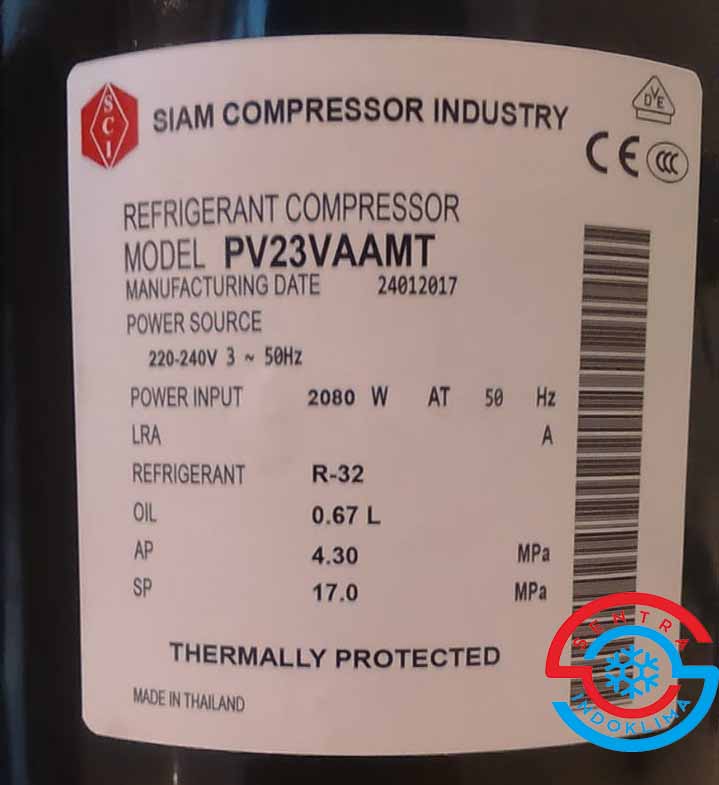 SCI
SIAM COMPRESSOR INDUSTRY
DVE
CE CCC
REFRIGERANT COMPRESSOR
MODEL PV23VAAMT
MANUFACTURING DATE 24012017
POWER SOURCE
220-240V 3 ~ 50Hz
POWER INPUT 2080 W AT 50 Hz
LRA A
REFRIGERANT R-32
OIL 0.67 L
AP 4.30 MPa
SP 17.0 MPa
THERMALLY PROTECTED
MADE IN THAILAND
SENTRA
INDOKLIMA